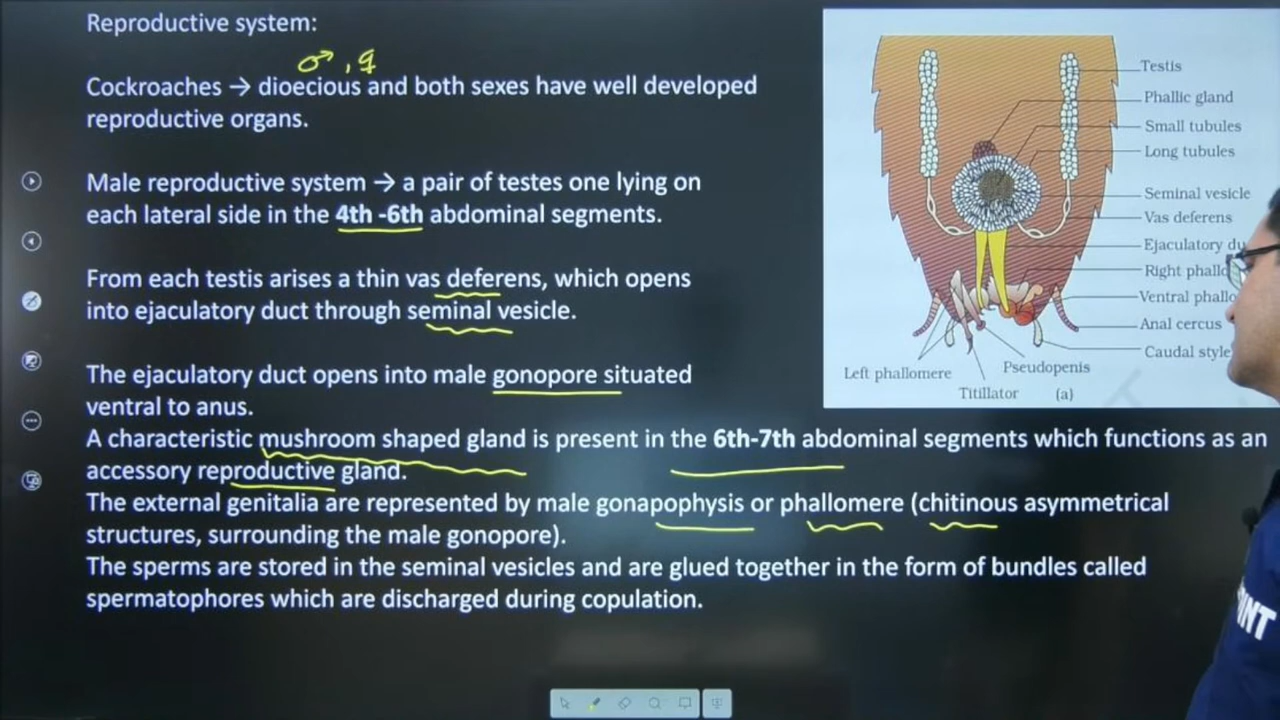 Reproductive system:
♂, ♀
Cockroaches → dioecious and both sexes have well developed
reproductive organs.
Male reproductive system → a pair of testes one lying on
each lateral side in the 4th -6th abdominal segments.
From each testis arises a thin vas deferens, which opens
into ejaculatory duct through seminal vesicle.
The ejaculatory duct opens into male gonopore situated
ventral to anus.
A characteristic mushroom shaped gland is present in the 6th-7th abdominal segments which functions as an
accessory reproductive gland.
The external genitalia are represented by male gonapophysis or phallomere (chitinous asymmetrical
structures, surrounding the male gonopore).
The sperms are stored in the seminal vesicles and are glued together in the form of bundles called
spermatophores which are discharged during copulation.
Testis
Phallic gland
Small tubules
Long tubules
Seminal vesicle
Vas deferens
Ejaculatory du
Right phallo
Ventral phallo
Anal cercus
Caudal style
Left phallomere
Pseudopenis
Titillator
(a)